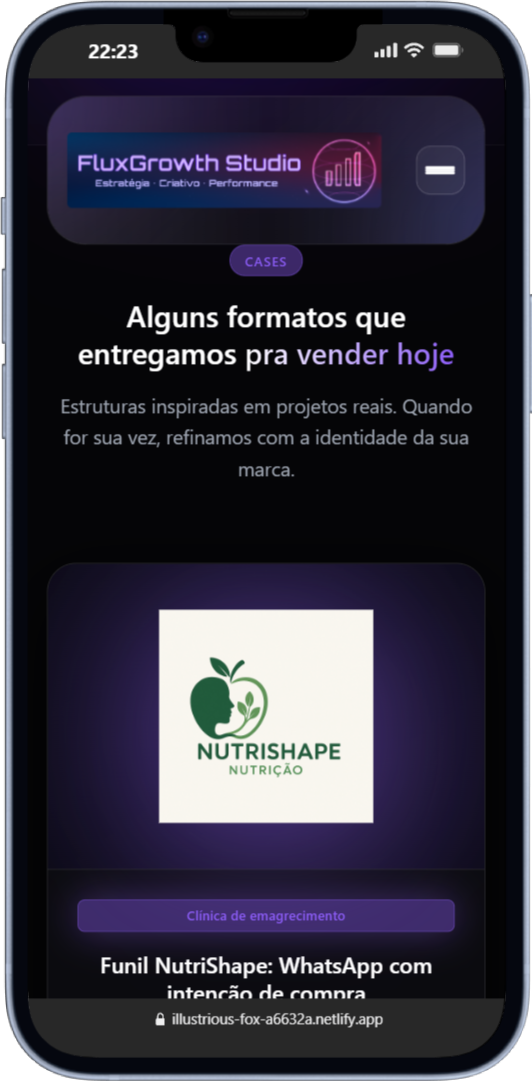 22:23
FluxGrowth Studio
Estratégia · Criativo · Performance
CASES
Alguns formatos que
entregamos pra vender hoje
Estruturas inspiradas em projetos reais. Quando
for sua vez, refinamos com a identidade da sua
marca.
NUTRISHAPE
NUTRIÇÃO
Clínica de emagrecimento
Funil NutriShape: WhatsApp com
intenção de compra
illustrious-fox-a6632a.netlify.app